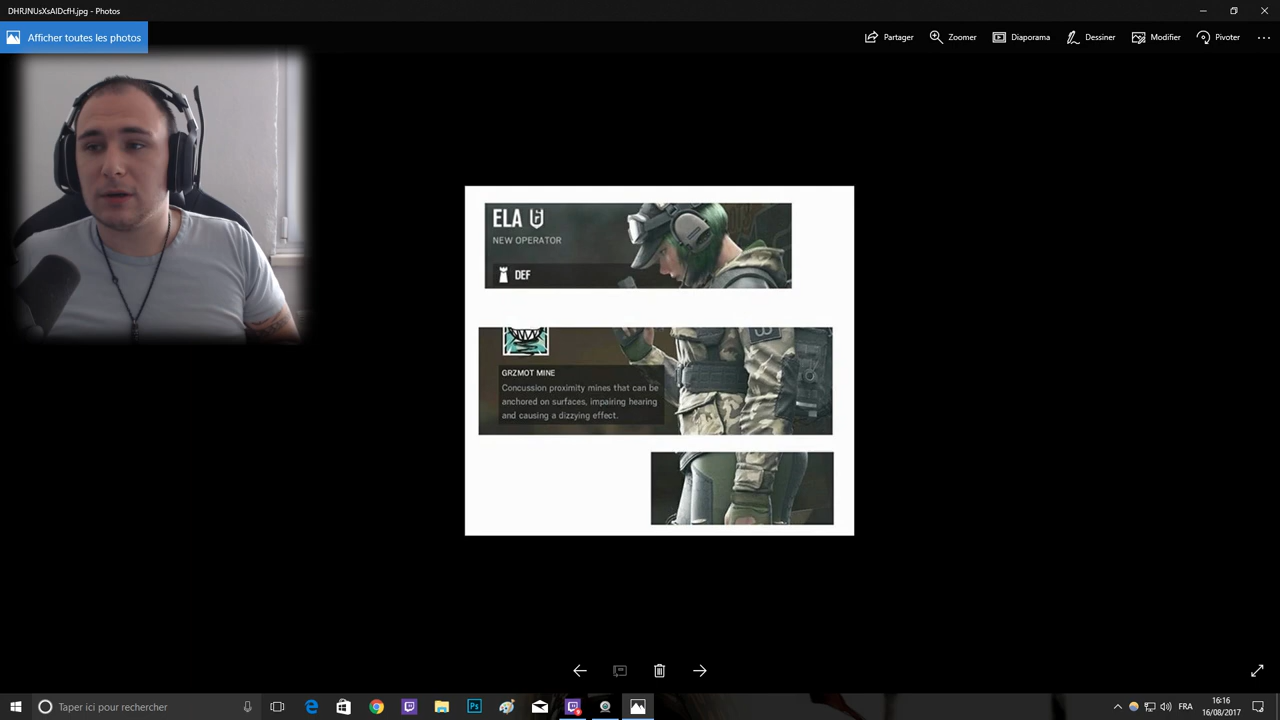 DHRJNUsXsAIDcfH.jpg - Photos
Afficher toutes les photos
Partager
Zoomer
Diaporama
Dessiner
Modifier
Pivoter
ELA
NEW OPERATOR
DEF
GRZMOT MINE
Concussion proximity mines that can be
anchored on surfaces, impairing hearing
and causing a dizzying effect.
Taper ici pour rechercher
Ps
FRA
16:16
16/08/2017